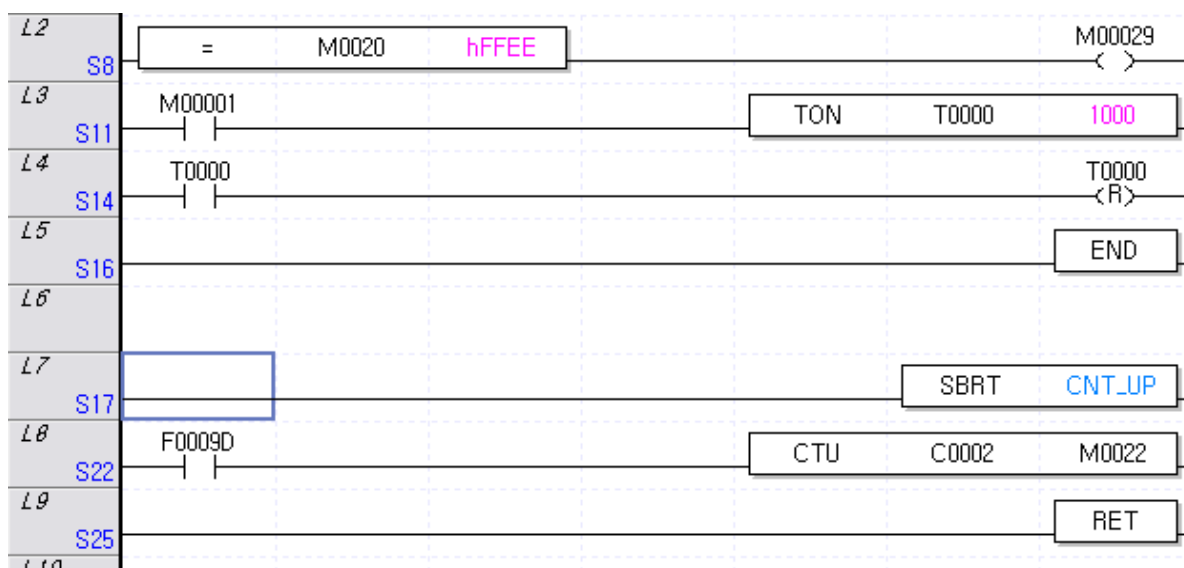 L2
S8
= M0020 hFFEE
M00029
L3
S11
M00001
TON T0000 1000
L4
S14
T0000
T0000
R
L5
S16
END
L6
L7
S17
SBRT CNT_UP
L8
S22
F0009D
CTU C0002 M0022
L9
S25
RET
L10